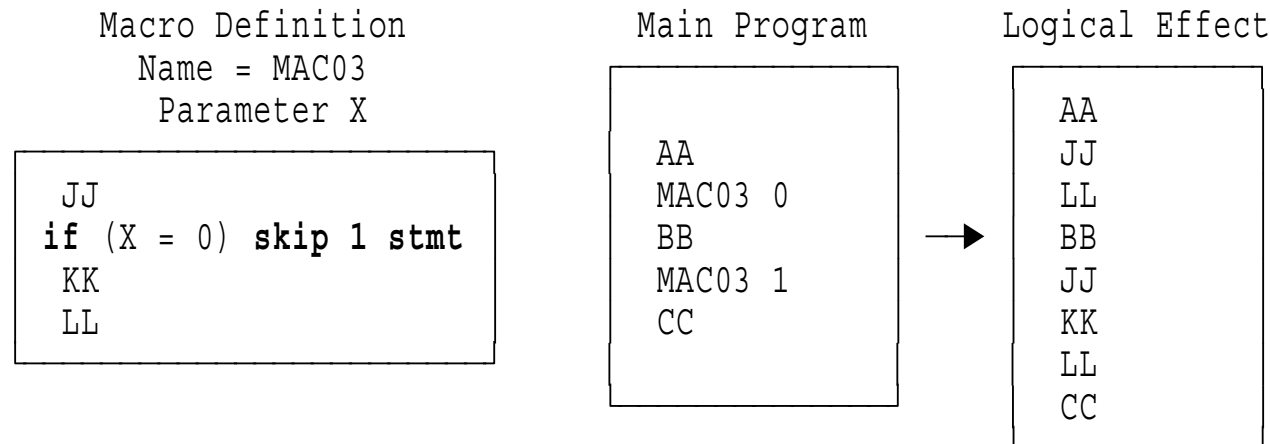 Macro Definition
Name = MAC03
Parameter X
JJ
if (X = 0) skip 1 stmt
KK
LL
Main Program
AA
MAC03 0
BB
MAC03 1
CC
Logical Effect
AA
JJ
LL
BB
JJ
KK
LL
CC